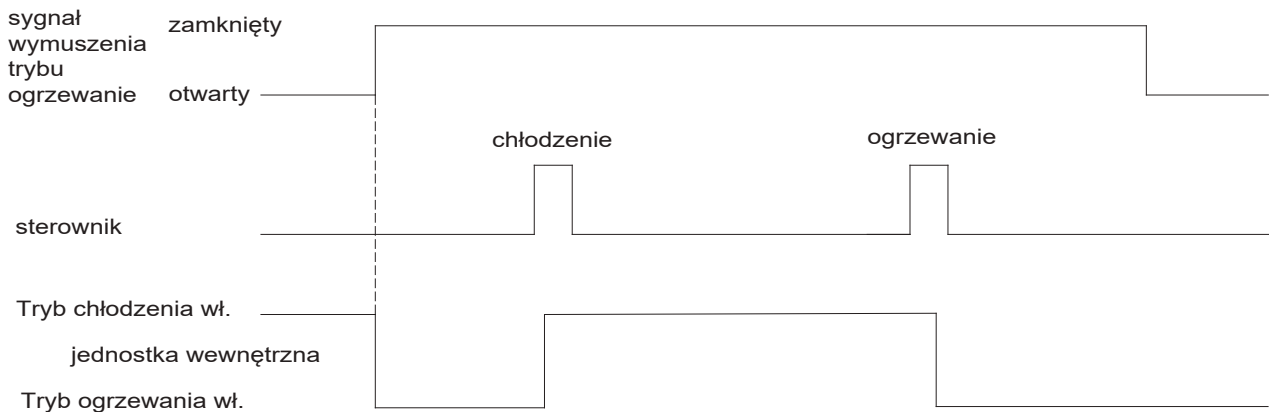 sygnał
wymuszenia
trybu
ogrzewanie
zamknięty
otwarty
chłodzenie
ogrzewanie
sterownik
Tryb chłodzenia wł.
jednostka wewnętrzna
Tryb ogrzewania wł.